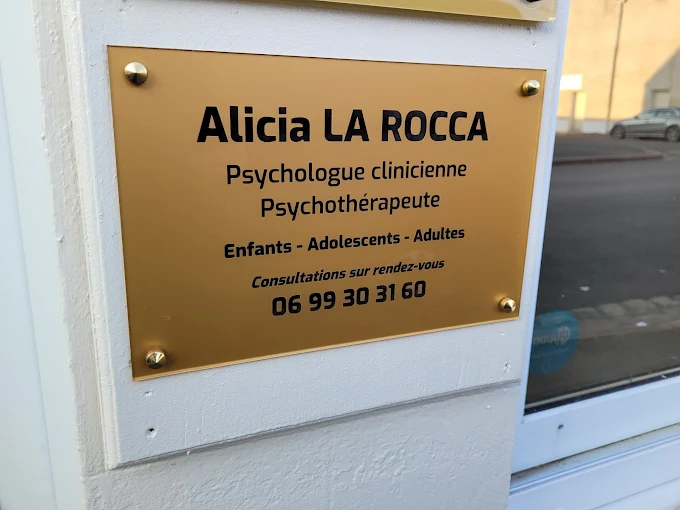 Alicia LA ROCCA
Psychologue clinicienne
Psychothérapeute
Enfants - Adolescents - Adultes
Consultations sur rendez-vous
06 99 30 31 60